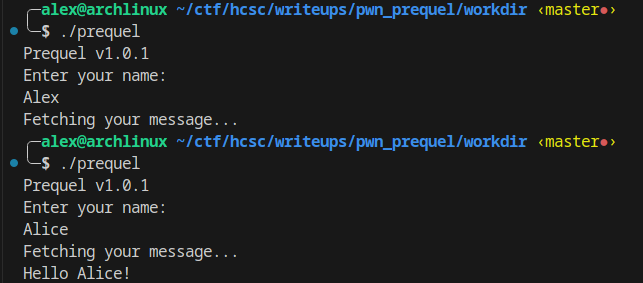 ╭─alex@archlinux ~/ctf/hcsc/writeups/pwn_prequel/workdir ‹master●›
╰─$ ./prequel
Prequel v1.0.1
Enter your name:
Alex
Fetching your message...
╭─alex@archlinux ~/ctf/hcsc/writeups/pwn_prequel/workdir ‹master●›
╰─$ ./prequel
Prequel v1.0.1
Enter your name:
Alice
Fetching your message...
Hello Alice!